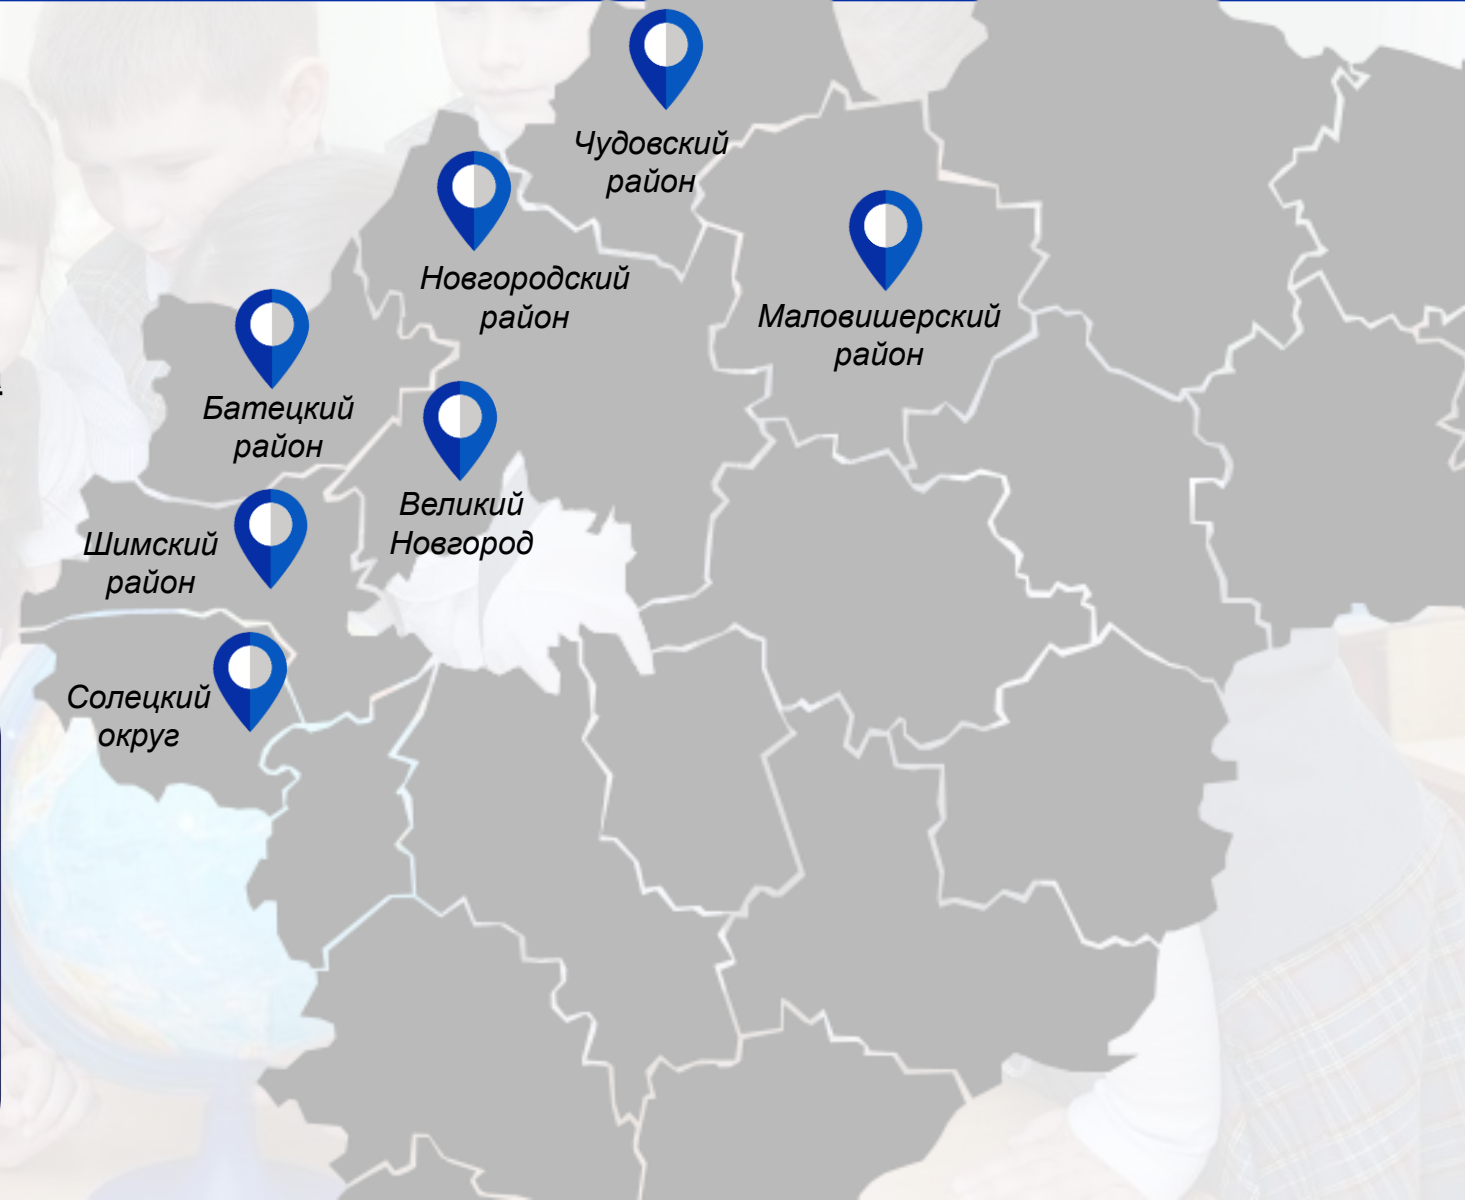 Чудовский
район
Новгородский
район
Маловишерский
район
Батецкий
район
Великий
Новгород
Шимский
район
Солецкий
округ